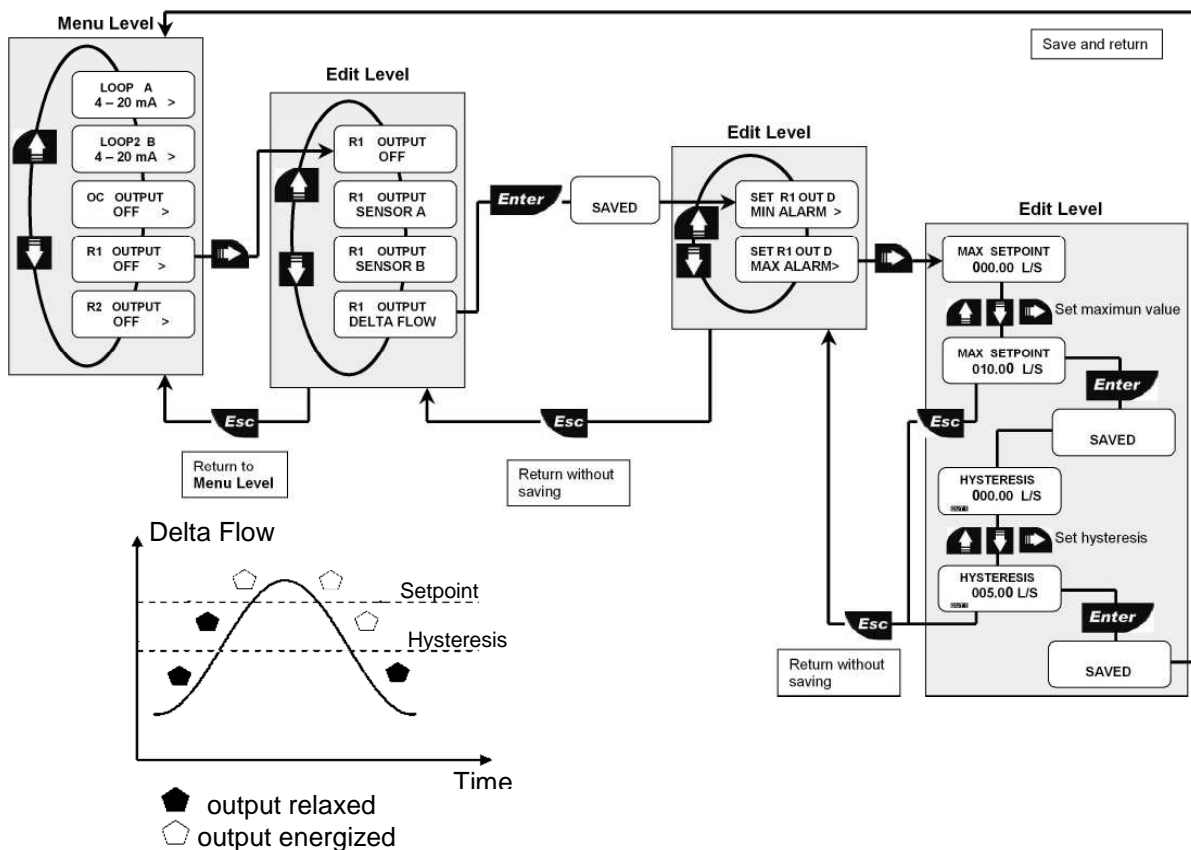 Menu Level
LOOP A
4 – 20 mA >
LOOP2 B
4 – 20 mA >
OC OUTPUT
OFF >
R1 OUTPUT
OFF >
R2 OUTPUT
OFF >
Edit Level
R1 OUTPUT
OFF
R1 OUTPUT
SENSOR A
R1 OUTPUT
SENSOR B
R1 OUTPUT
DELTA FLOW
Enter
SAVED
Edit Level
SET R1 OUT D
MIN ALARM >
SET R1 OUT D
MAX ALARM>
Save and return
Edit Level
MAX SETPOINT
000.00 L/S
Set maximun value
MAX SETPOINT
010.00 L/S
Enter
SAVED
HYSTERESIS
000.00 L/S
OUT 1
Set hysteresis
HYSTERESIS
005.00 L/S
OUT 1
Enter
SAVED
Esc
Esc
Esc
Esc
Return to
Menu Level
Return without
saving
Return without
saving
Delta Flow
Setpoint
Hysteresis
Time
output relaxed
output energized